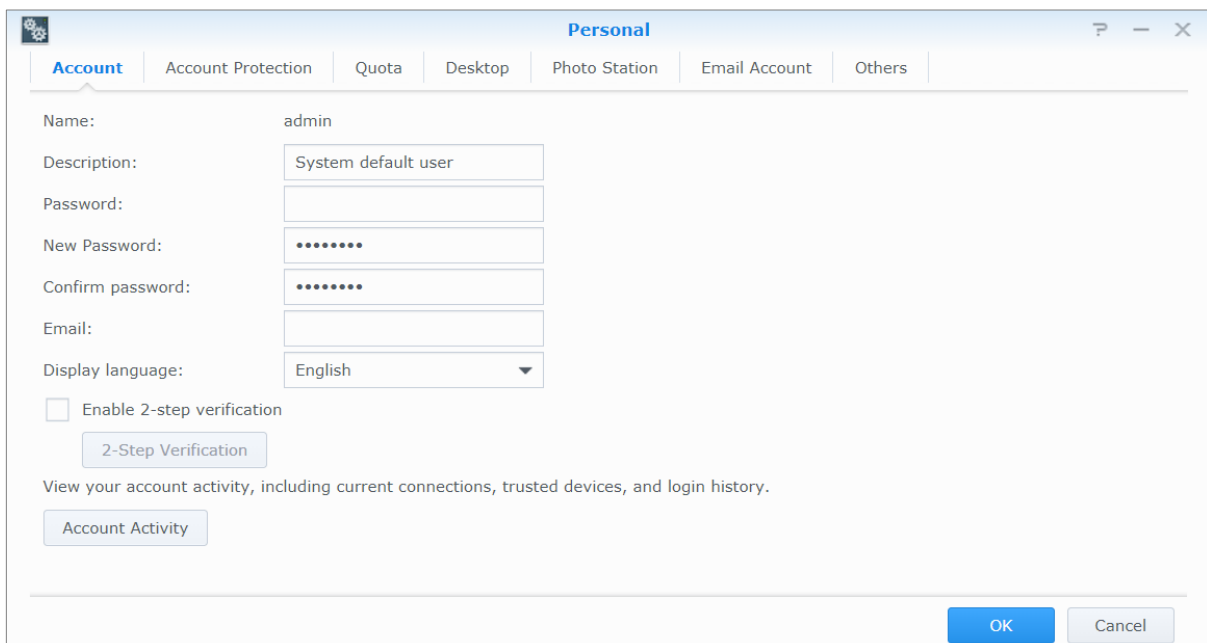 Personal
Account Account Protection Quota Desktop Photo Station Email Account Others
Name: admin
Description: System default user
Password:
New Password: ••••••••
Confirm password: ••••••••
Email:
Display language: English
Enable 2-step verification
2-Step Verification
View your account activity, including current connections, trusted devices, and login history.
Account Activity
OK Cancel